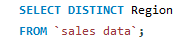 SELECT DISTINCT Region
FROM `sales data`;